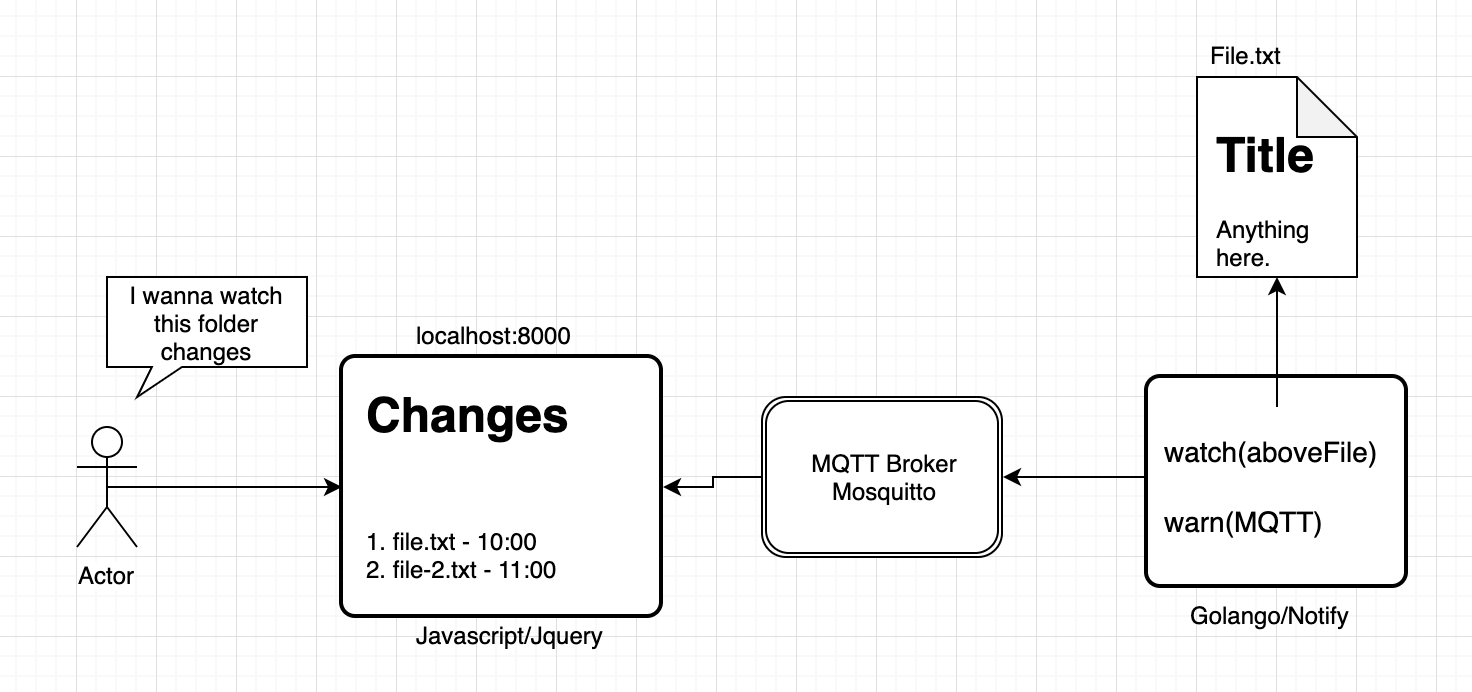 File.txt
Title
Anything
here.
I wanna watch
this folder
changes
Actor
localhost:8000
Changes
1. file.txt - 10:00
2. file-2.txt - 11:00
Javascript/Jquery
MQTT Broker
Mosquitto
watch(aboveFile)
warn(MQTT)
Golango/Notify